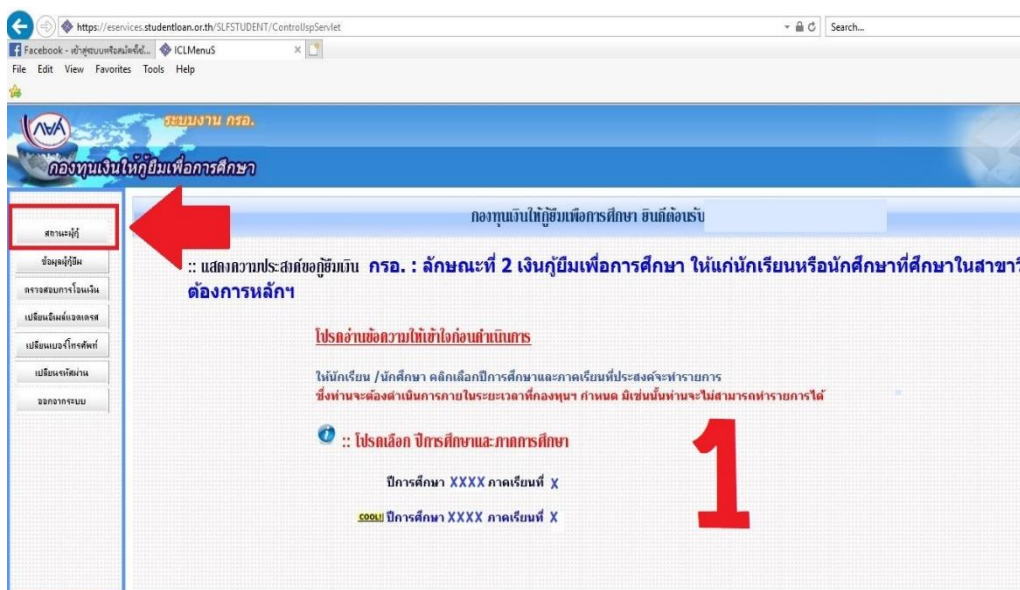 https://eservices.studentloan.or.th/SLFSTUDENT/ControlJspServlet
Search...
Facebook - เข้าสู่ระบบหรือสมัครใช้...
ICLMenuS
File Edit View Favorites Tools Help
ระบบงาน กรอ.
กองทุนเงินให้กู้ยืมเพื่อการศึกษา
กองทุนเงินให้กู้ยืมเพื่อการศึกษา ยินดีต้อนรับ
สถานะผู้กู้
ข้อมูลผู้กู้ยืม
ตรวจสอบการโอนเงิน
เปลี่ยนอีเมล์แอดเดรส
เปลี่ยนเบอร์โทรศัพท์
เปลี่ยนรหัสผ่าน
ออกจากระบบ
:: แสดงความประสงค์ขอกู้ยืมเงิน กรอ. : ลักษณะที่ 2 เงินกู้ยืมเพื่อการศึกษา ให้แก่นักเรียนหรือนักศึกษาที่ศึกษาในสาขาวิ
ต้องการหลักฯ
โปรดอ่านข้อความให้เข้าใจก่อนดำเนินการ
ให้นักเรียน /นักศึกษา คลิกเลือกปีการศึกษาและภาคเรียนที่ประสงค์จะทำรายการ
ซึ่งท่านจะต้องดำเนินการภายในระยะเวลาที่กองทุนฯ กำหนด มิเช่นนั้นท่านจะไม่สามารถทำรายการได้
:: โปรดเลือก ปีการศึกษาและภาคการศึกษา
ปีการศึกษา XXXX ภาคเรียนที่ X
COOL! ปีการศึกษา XXXX ภาคเรียนที่ X
1